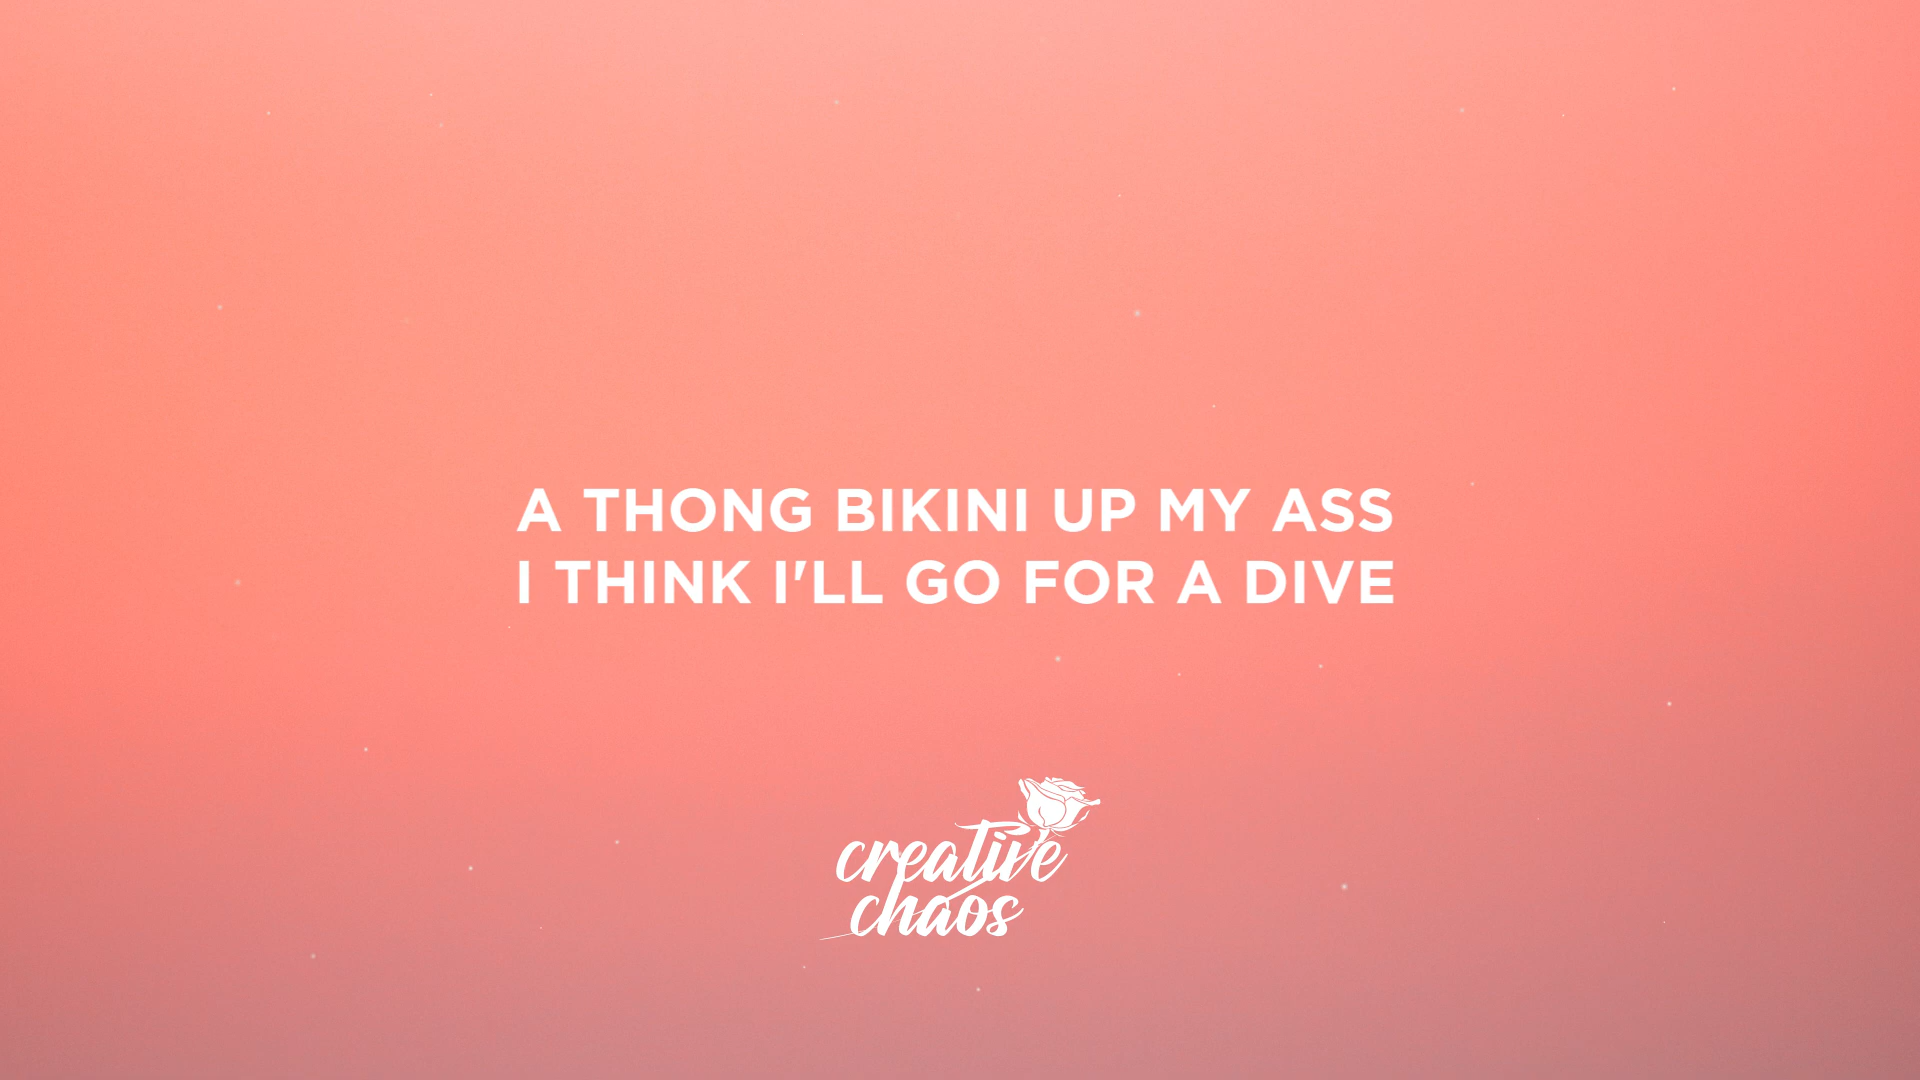 A THONG BIKINI UP MY ASS
I THINK I'LL GO FOR A DIVE
creative
chaos